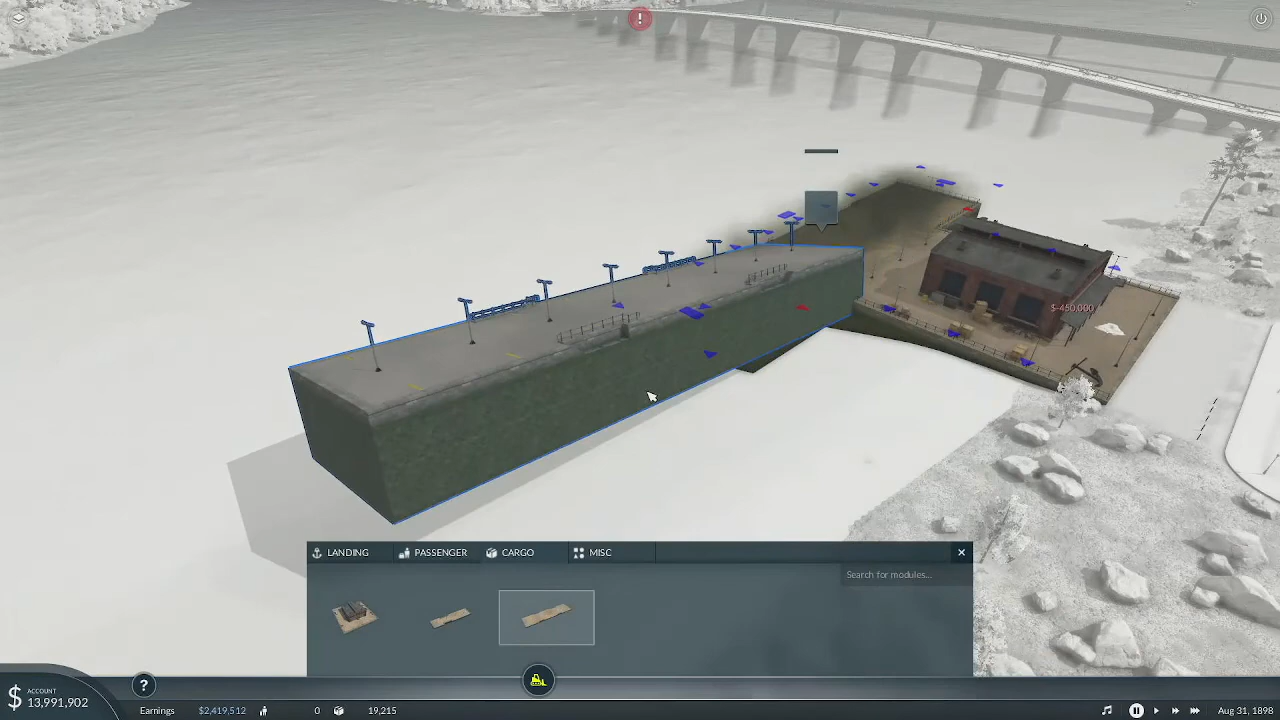 !
$-450,000
LANDING
PASSENGER
CARGO
MISC
Search for modules...
?
$ ACCOUNT
13,991,902
Earnings $2,419,512 0 19,215
Aug 31, 1898